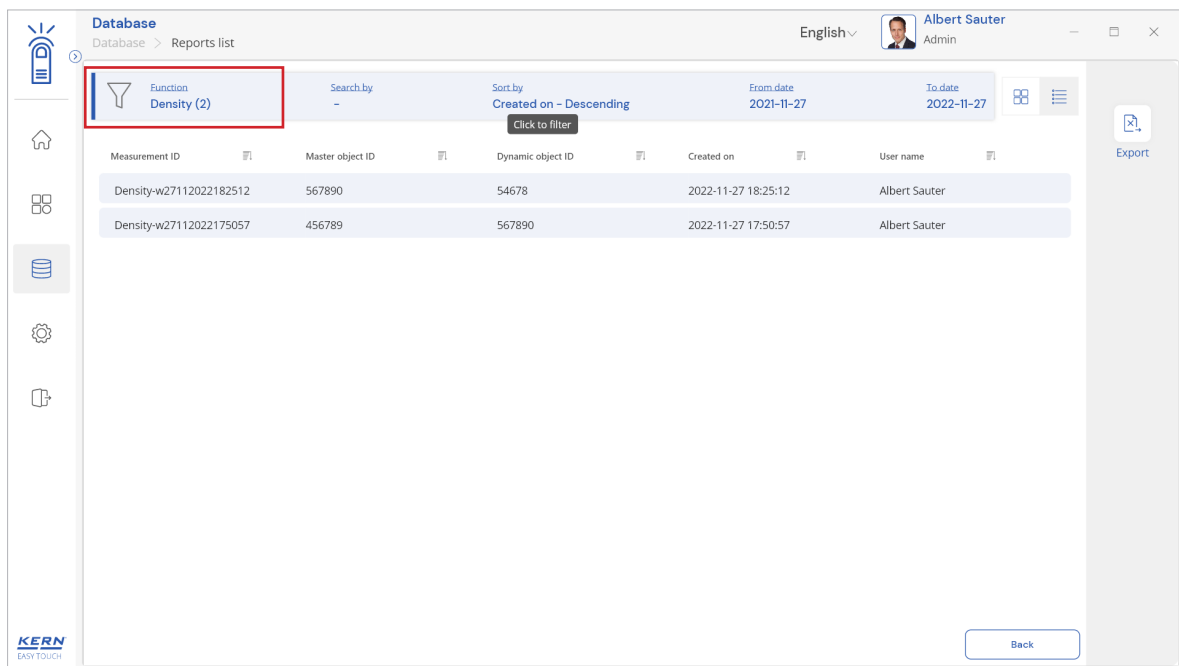 Database
Database > Reports list
English
Albert Sauter
Admin
Function
Density (2)
Search by
-
Sort by
Created on - Descending
From date
2021-11-27
To date
2022-11-27
Click to filter
Export
Measurement ID Master object ID Dynamic object ID Created on User name
Density-w27112022182512 567890 54678 2022-11-27 18:25:12 Albert Sauter
Density-w27112022175057 456789 567890 2022-11-27 17:50:57 Albert Sauter
Back
KERN
EASY TOUCH